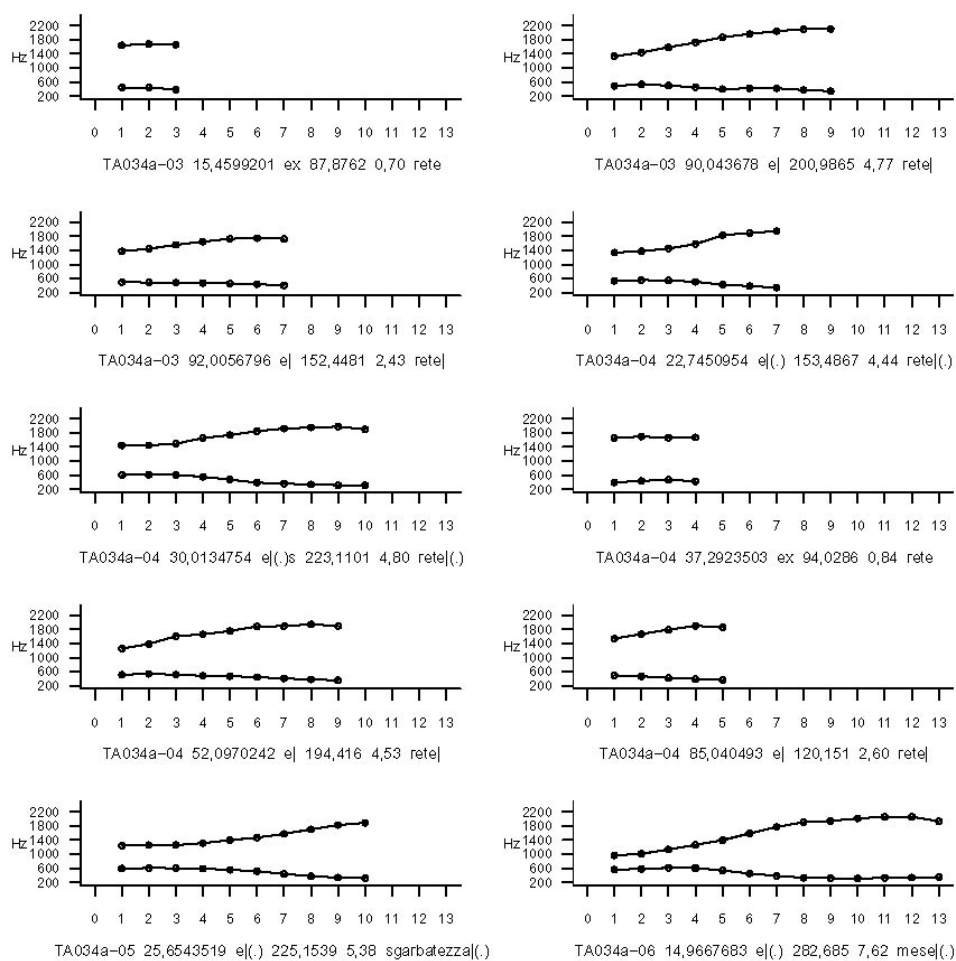 2200
1800
1400
1000
600
200
Hz
0 1 2 3 4 5 6 7 8 9 10 11 12 13
TA034a-03 15,4599201 ex 87,8762 0,70 rete
2200
1800
1400
1000
600
200
Hz
0 1 2 3 4 5 6 7 8 9 10 11 12 13
TA034a-03 90,043678 e| 200,9865 4,77 rete|
2200
1800
1400
1000
600
200
Hz
0 1 2 3 4 5 6 7 8 9 10 11 12 13
TA034a-03 92,0056796 e| 152,4481 2,43 rete|
2200
1800
1400
1000
600
200
Hz
0 1 2 3 4 5 6 7 8 9 10 11 12 13
TA034a-04 22,7450954 e|(.) 153,4867 4,44 rete|(.)
2200
1800
1400
1000
600
200
Hz
0 1 2 3 4 5 6 7 8 9 10 11 12 13
TA034a-04 30,0134754 e|(.)s 223,1101 4,80 rete|(.)
2200
1800
1400
1000
600
200
Hz
0 1 2 3 4 5 6 7 8 9 10 11 12 13
TA034a-04 37,2923503 ex 94,0286 0,84 rete
2200
1800
1400
1000
600
200
Hz
0 1 2 3 4 5 6 7 8 9 10 11 12 13
TA034a-04 52,0970242 e| 194,416 4,53 rete|
2200
1800
1400
1000
600
200
Hz
0 1 2 3 4 5 6 7 8 9 10 11 12 13
TA034a-04 85,040493 e| 120,151 2,60 rete|
2200
1800
1400
1000
600
200
Hz
0 1 2 3 4 5 6 7 8 9 10 11 12 13
TA034a-05 25,6543519 e|(.) 225,1539 5,38 sgarbatezza|(.)
2200
1800
1400
1000
600
200
Hz
0 1 2 3 4 5 6 7 8 9 10 11 12 13
TA034a-06 14,9667683 e|(.) 282,685 7,62 mese|(.)